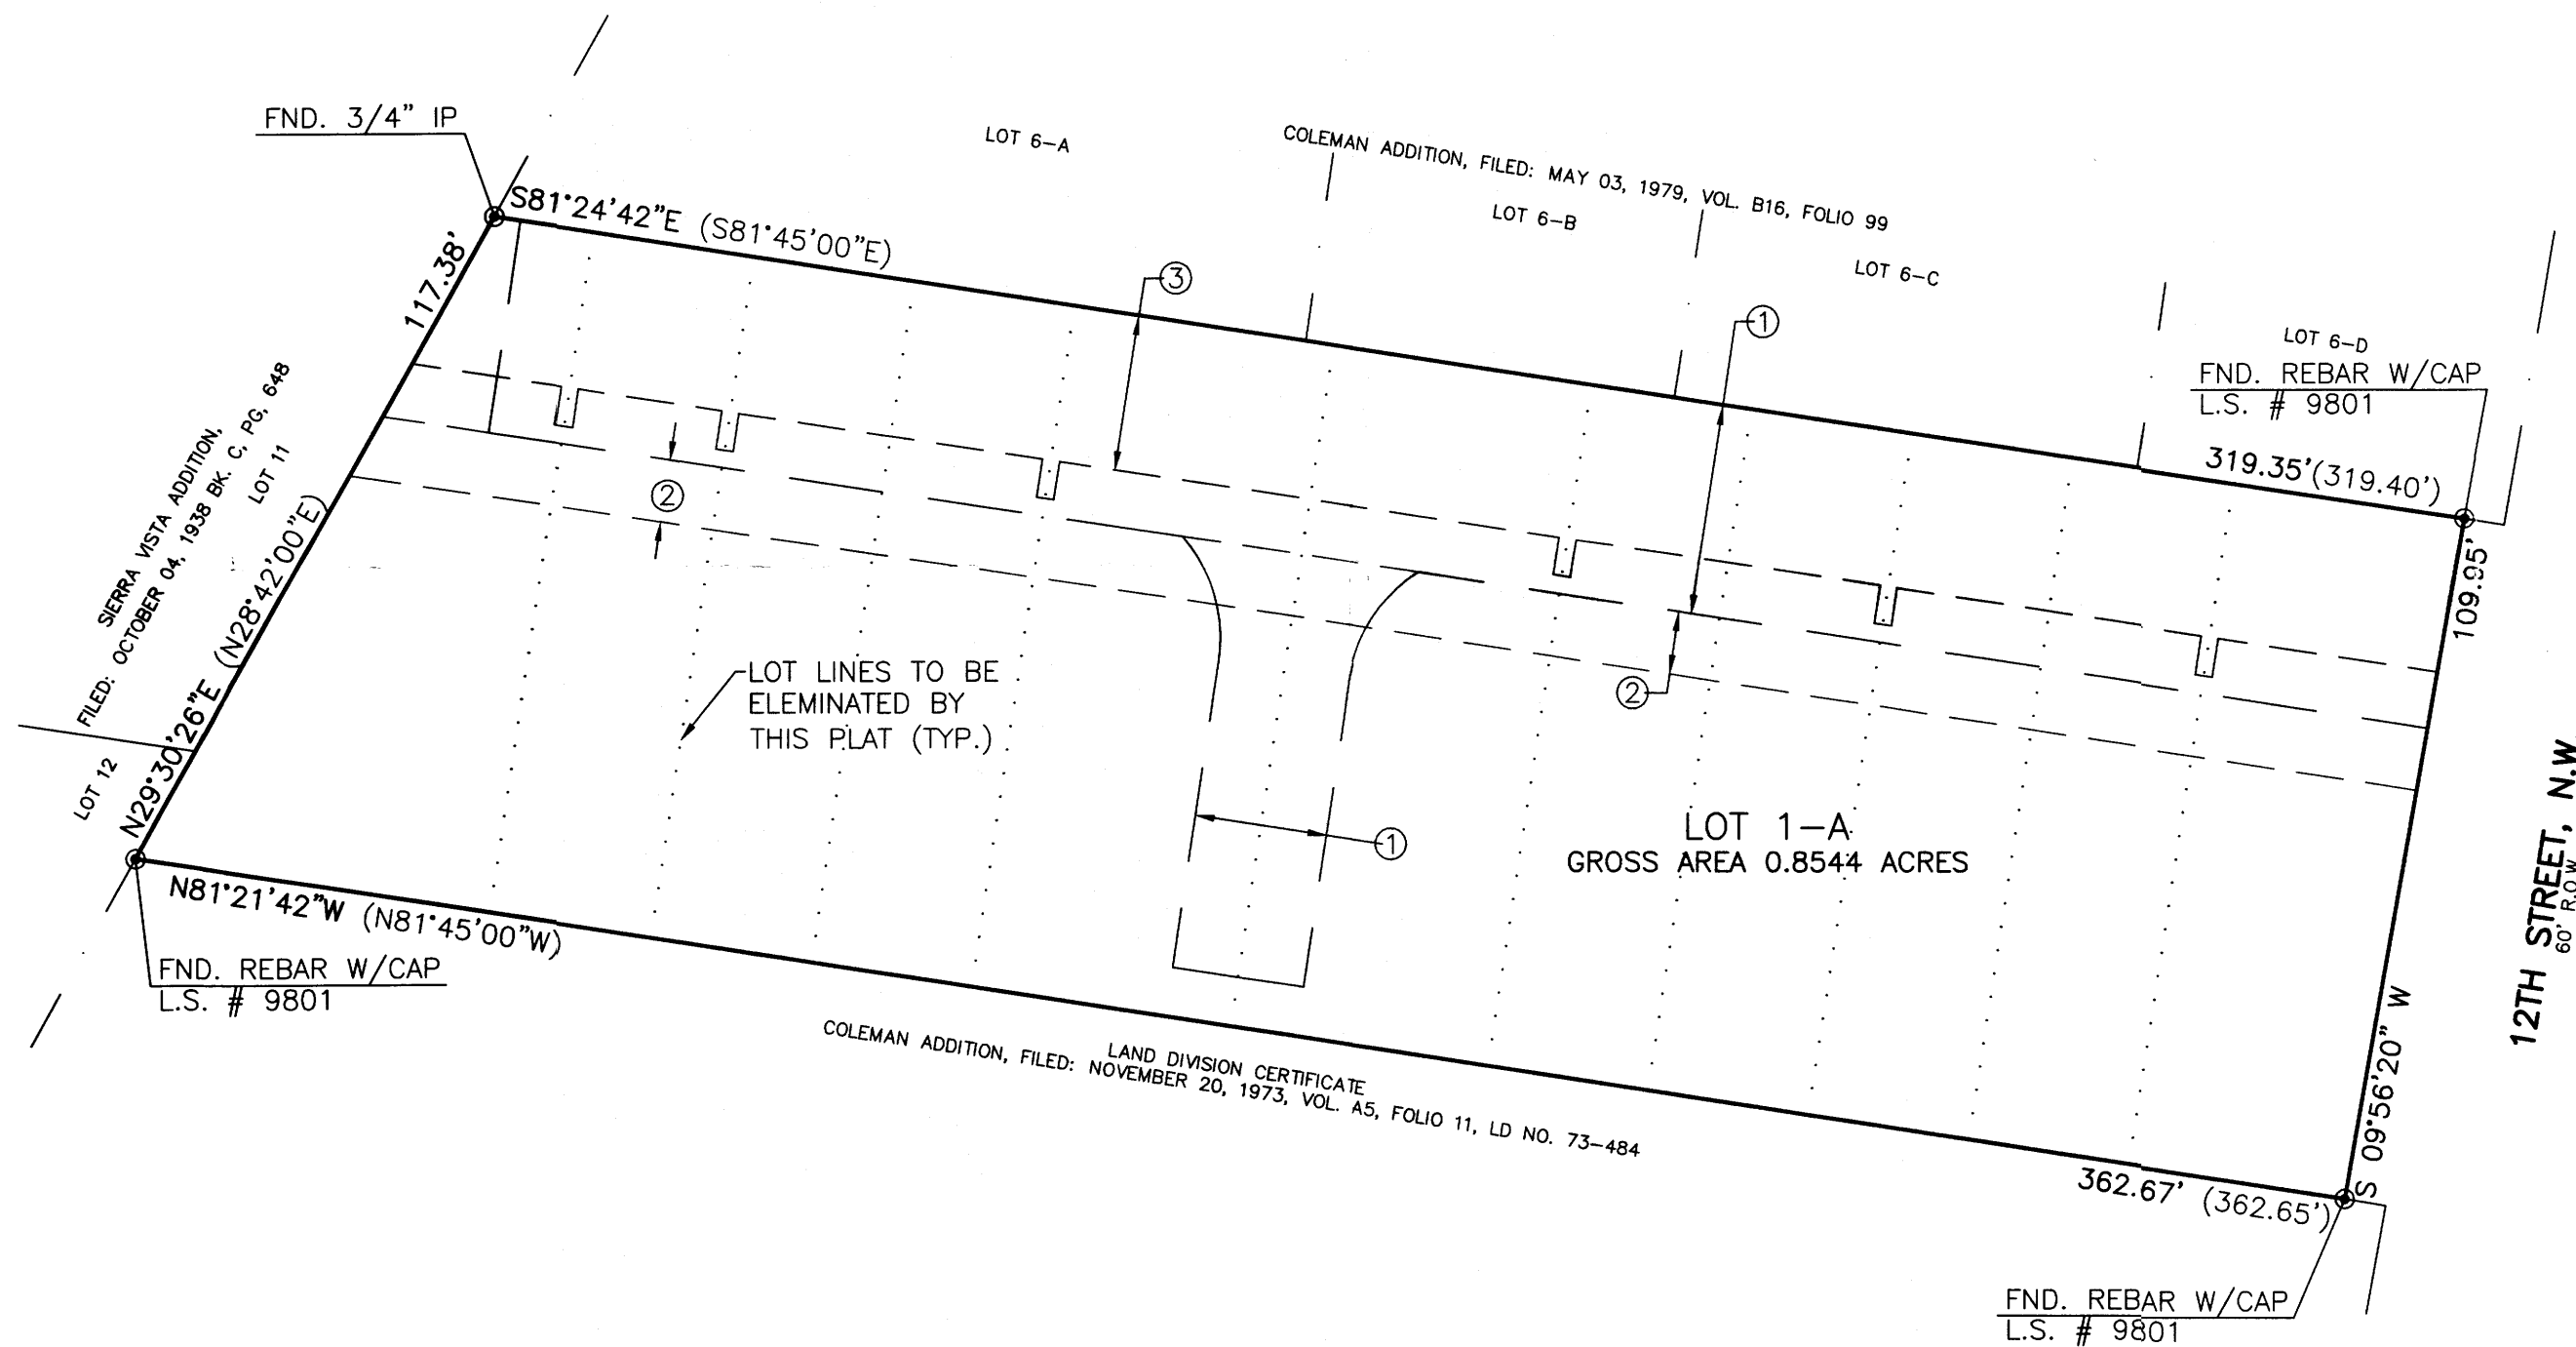 FND. 3/4" IP
LOT 6-A
COLEMAN ADDITION, FILED: MAY 03, 1979, VOL. B16, FOLIO 99
LOT 6-B
LOT 6-C
LOT 6-D
FND. REBAR W/CAP
L.S. # 9801
S81°24'42"E (S81°45'00"E)
319.35'(319.40')
117.38'
N29°30'26"E (N28°42'00"E)
SIERRA VISTA ADDITION,
FILED: OCTOBER 04, 1938 BK. C, PG, 648
LOT 11
LOT 12
3
1
2
2
1
109.95'
S 09°56'20" W
12TH STREET, N.W.
60' R.O.W
LOT LINES TO BE
ELEMINATED BY
THIS PLAT (TYP.)
LOT 1-A
GROSS AREA 0.8544 ACRES
N81°21'42"W (N81°45'00"W)
362.67' (362.65')
FND. REBAR W/CAP
L.S. # 9801
LAND DIVISION CERTIFICATE
COLEMAN ADDITION, FILED: NOVEMBER 20, 1973, VOL. A5, FOLIO 11, LD NO. 73-484
FND. REBAR W/CAP
L.S. # 9801